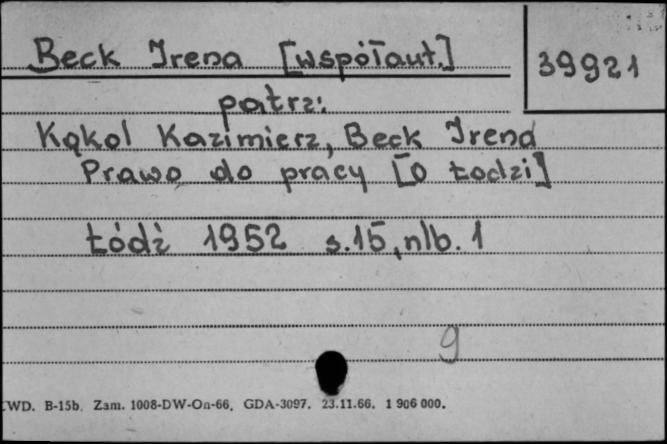 Beck Irena [współaut.]
39921
patrz:
Kąkol Kazimierz, Beck Irena
Prawo do pracy [o Łodzi]
Łódź 1952 s.15, nlb. 1
9
WD. B-15b. Zam. 1008-DW-On-66. GDA-3097. 23.11.66. 1 906 000.